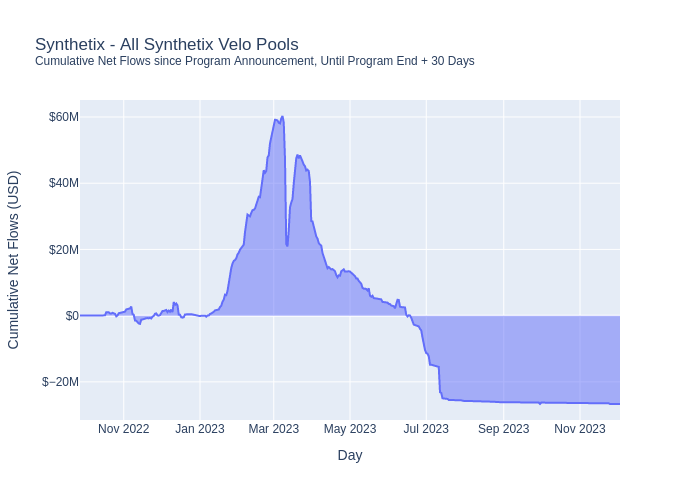 Synthetix - All Synthetix Velo Pools
Cumulative Net Flows since Program Announcement, Until Program End + 30 Days
Cumulative Net Flows (USD)
$60M
$40M
$20M
$0
$−20M
Nov 2022
Jan 2023
Mar 2023
May 2023
Jul 2023
Sep 2023
Nov 2023
Day